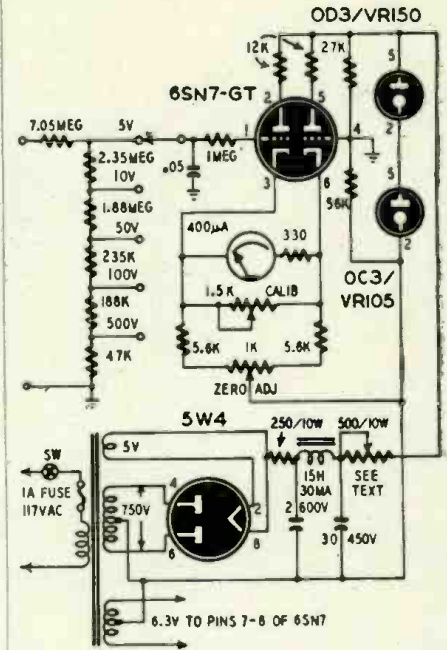 OD3/VR150
12K
27K
6SN7-GT
2
5
5
2
7.05MEG
5V
1
1MEG
4
.05
3
6
5
2
2.35MEG
10V
1.88MEG
50V
235K
100V
188K
500V
47K
400µA
330
56K
OC3/
VR105
1.5K
CALIB
5.6K
1K
5.6K
ZERO ADJ
5W4
250/10W
500/10W
SW
5V
1A FUSE
117VAC
750V
4
6
2
8
15H
30MA
SEE
TEXT
2
600V
30
450V
6.3V TO PINS 7-8 OF 6SN7